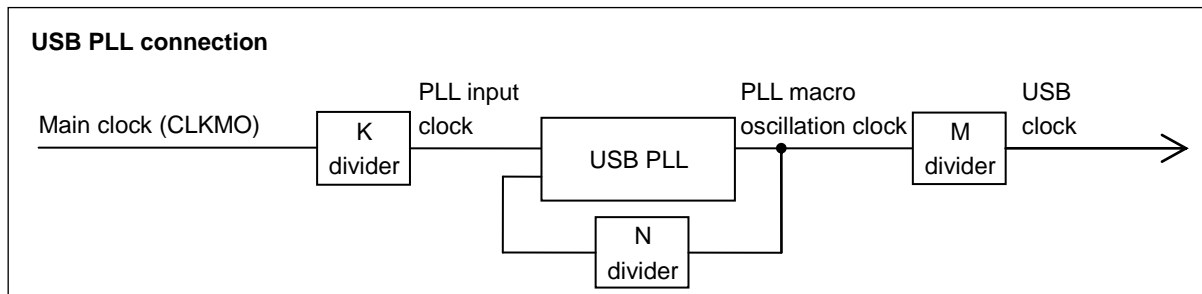 USB PLL connection
Main clock (CLKMO)
K
divider
PLL input
clock
USB PLL
N
divider
PLL macro
oscillation clock
M
divider
USB
clock